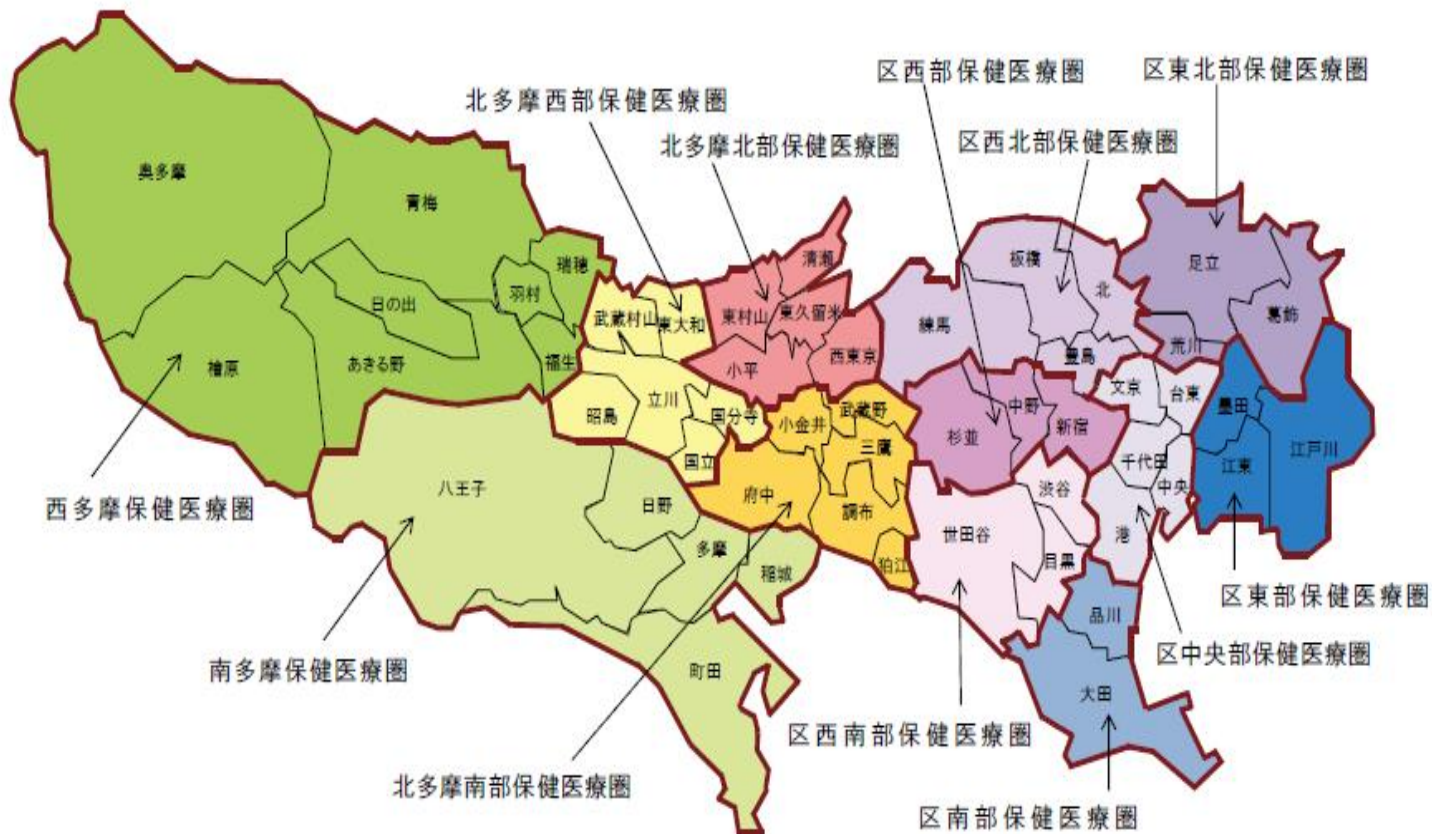 区西部保健医療圏
区東北部保健医療圏
北多摩西部保健医療圏
区西北部保健医療圏
北多摩北部保健医療圏
奥多摩
青梅
瑞穂
羽村
日の出
福生
あきる野
檜原
武蔵村山
東大和
昭島
立川
国分寺
国立
清瀬
東村山
東久留米
小平
西東京
小金井
武蔵野
三鷹
府中
調布
狛江
八王子
日野
多摩
稲城
町田
練馬
板橋
北
豊島
杉並
中野
新宿
渋谷
世田谷
目黒
足立
葛飾
荒川
文京
台東
千代田
中央
港
墨田
江東
江戸川
品川
大田
西多摩保健医療圏
南多摩保健医療圏
北多摩南部保健医療圏
区西南部保健医療圏
区東部保健医療圏
区中央部保健医療圏
区南部保健医療圏